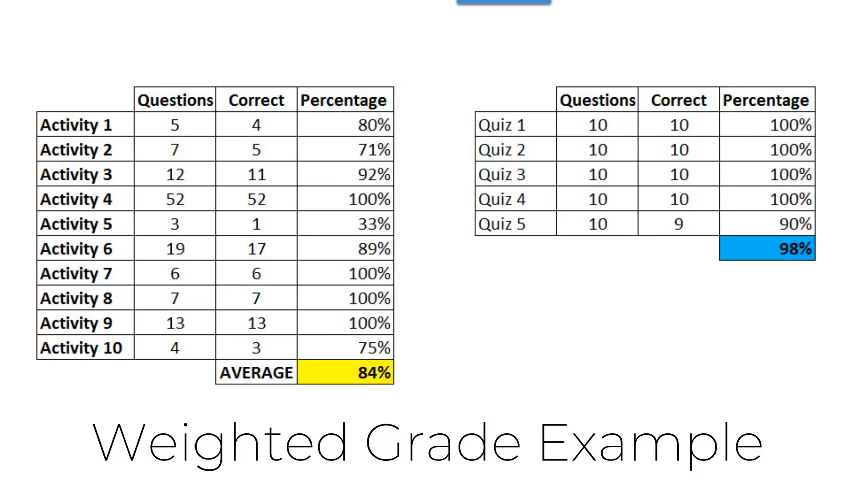 Questions Correct Percentage
Activity 1 5 4 80%
Activity 2 7 5 71%
Activity 3 12 11 92%
Activity 4 52 52 100%
Activity 5 3 1 33%
Activity 6 19 17 89%
Activity 7 6 6 100%
Activity 8 7 7 100%
Activity 9 13 13 100%
Activity 10 4 3 75%
AVERAGE 84%
Questions Correct Percentage
Quiz 1 10 10 100%
Quiz 2 10 10 100%
Quiz 3 10 10 100%
Quiz 4 10 10 100%
Quiz 5 10 9 90%
98%
Weighted Grade Example